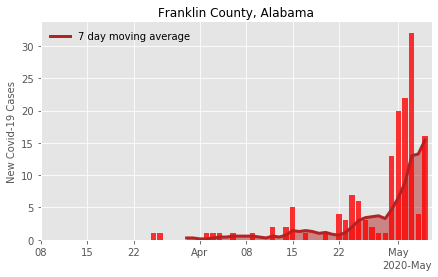 Franklin County, Alabama
7 day moving average
New Covid-19 Cases
30
25
20
15
10
5
0
08 15 22 Apr 08 15 22 May
2020-May